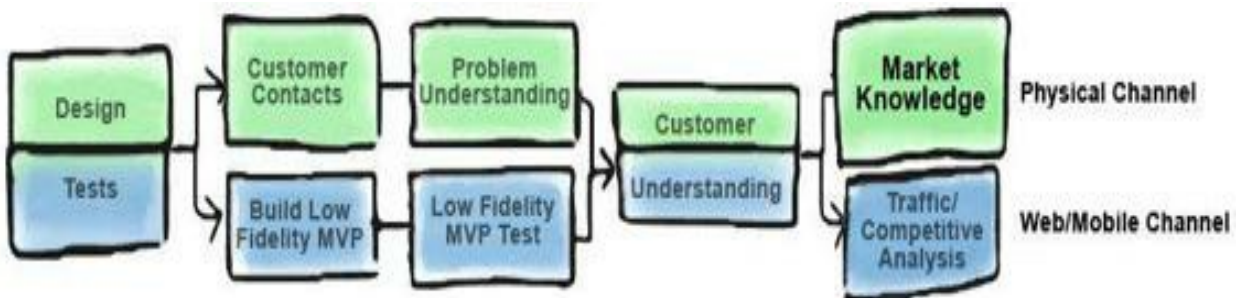 Design
Tests
Customer
Contacts
Problem
Understanding
Build Low
Fidelity MVP
Low Fidelity
MVP Test
Customer
Understanding
Market
Knowledge
Physical Channel
Traffic/
Competitive
Analysis
Web/Mobile Channel